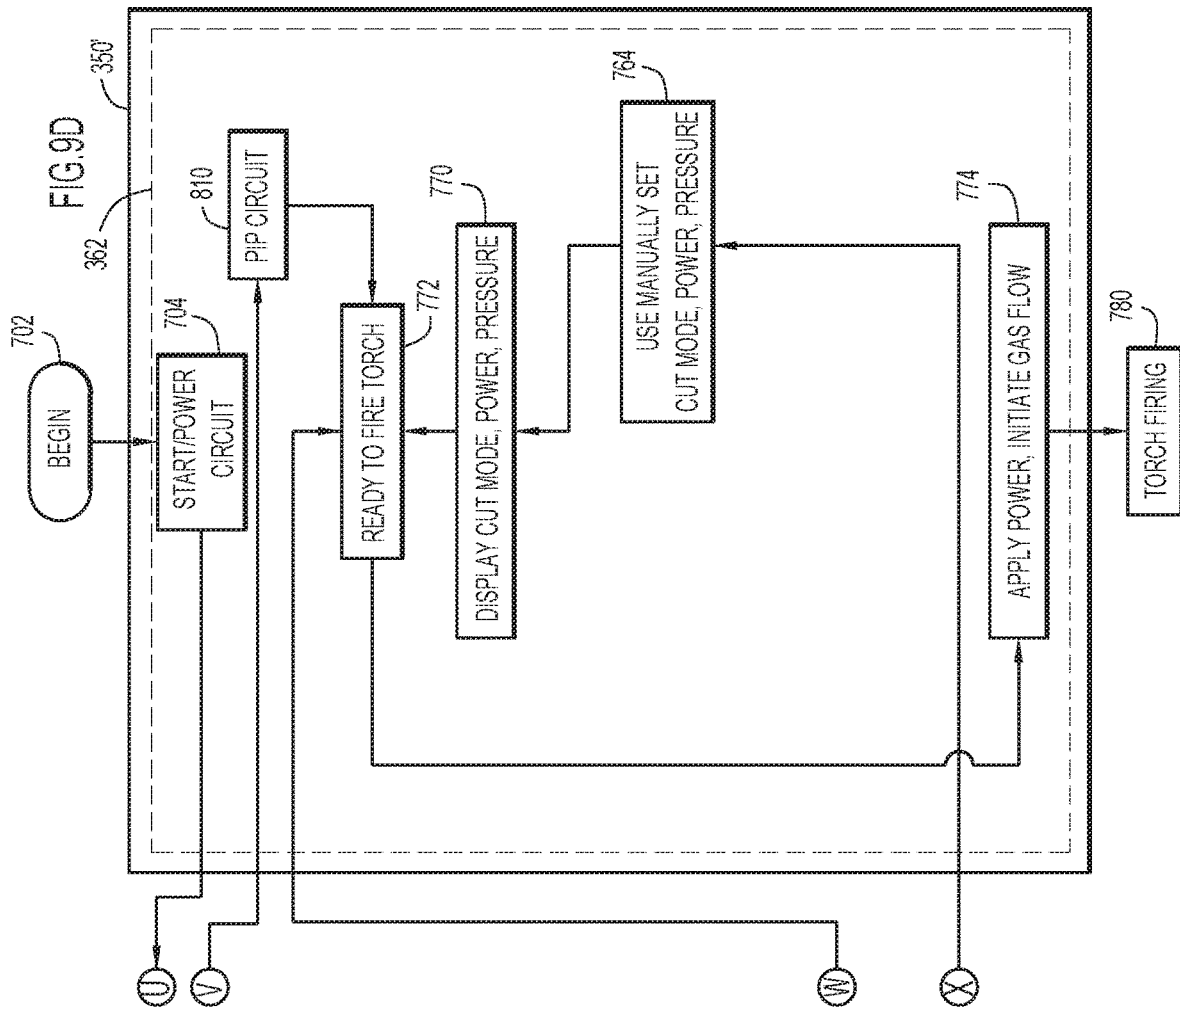 FIG.9D
350'
362
702
BEGIN
704
START/POWER
CIRCUIT
810
PIP CIRCUIT
772
READY TO FIRE TORCH
770
DISPLAY CUT MODE, POWER, PRESSURE
764
USE MANUALLY SET
CUT MODE, POWER, PRESSURE
774
APPLY POWER, INITIATE GAS FLOW
780
TORCH FIRING
U
V
W
X